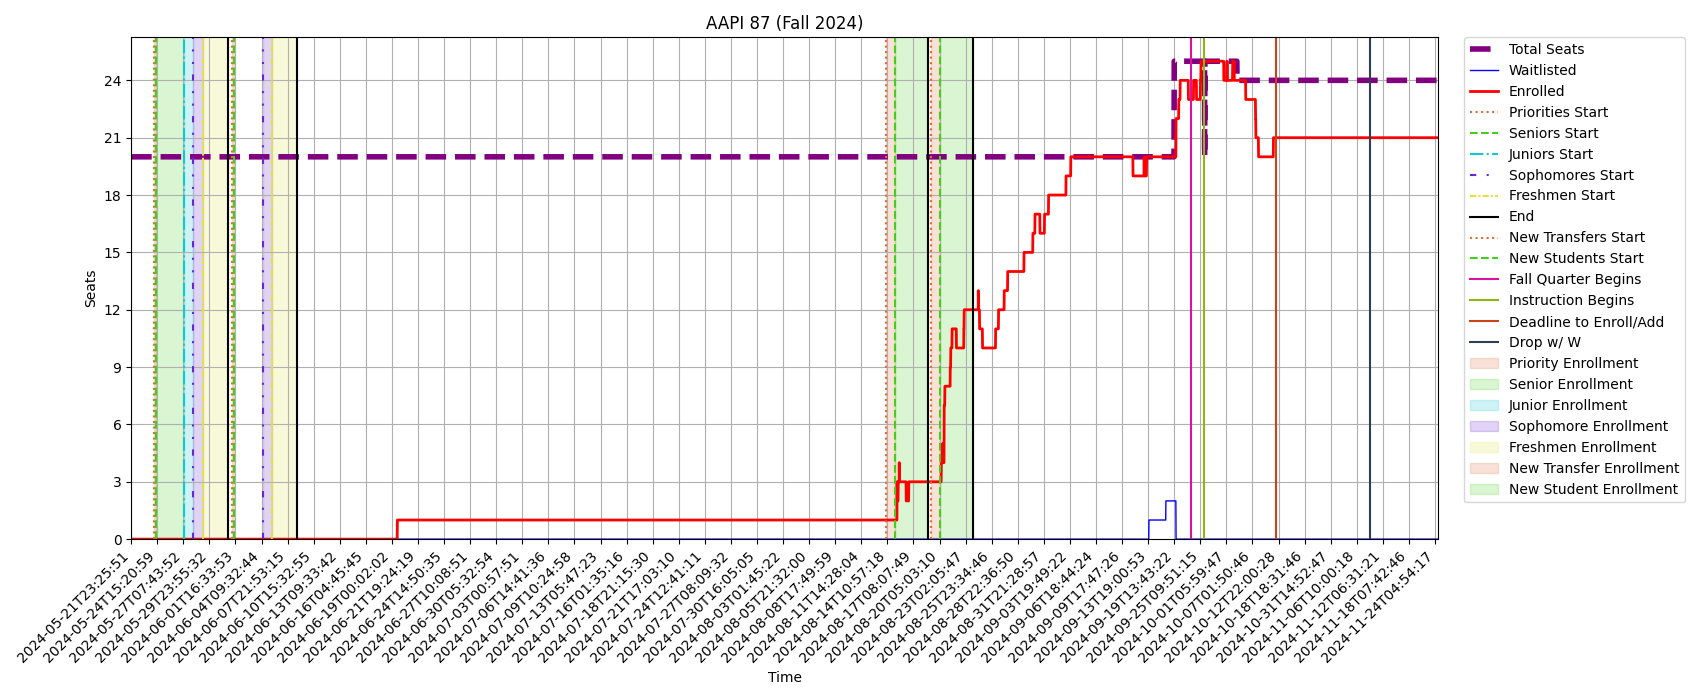 AAPI 87 (Fall 2024)
Seats
24
21
18
15
12
9
6
3
0
2024-05-21T23:25:51
2024-05-24T15:20:59
2024-05-27T07:43:52
2024-05-29T23:55:32
2024-06-01T16:33:53
2024-06-04T09:32:44
2024-06-07T21:53:15
2024-06-10T15:32:55
2024-06-13T09:33:42
2024-06-16T04:45:45
2024-06-19T00:02:02
2024-06-21T19:24:19
2024-06-24T14:50:35
2024-06-27T10:08:51
2024-06-30T05:32:54
2024-07-03T00:57:51
2024-07-06T14:41:36
2024-07-09T10:24:58
2024-07-13T05:47:23
2024-07-16T01:35:16
2024-07-18T21:15:30
2024-07-21T17:03:10
2024-07-24T12:41:11
2024-07-27T08:09:32
2024-07-30T16:05:05
2024-08-03T01:45:22
2024-08-05T21:32:00
2024-08-08T17:49:59
2024-08-11T14:28:04
2024-08-14T10:57:18
2024-08-17T08:07:49
2024-08-20T05:03:10
2024-08-23T02:05:47
2024-08-25T23:34:46
2024-08-28T22:36:50
2024-08-31T21:28:57
2024-09-03T19:49:22
2024-09-06T18:44:24
2024-09-09T17:47:26
2024-09-13T19:00:53
2024-09-19T13:43:22
2024-09-25T09:51:15
2024-10-01T05:59:47
2024-10-07T01:50:46
2024-10-12T22:00:28
2024-10-18T18:31:46
2024-10-31T14:52:47
2024-11-06T10:00:18
2024-11-12T06:31:21
2024-11-18T07:42:46
2024-11-24T04:54:17
Time
Total Seats
Waitlisted
Enrolled
Priorities Start
Seniors Start
Juniors Start
Sophomores Start
Freshmen Start
End
New Transfers Start
New Students Start
Fall Quarter Begins
Instruction Begins
Deadline to Enroll/Add
Drop w/ W
Priority Enrollment
Senior Enrollment
Junior Enrollment
Sophomore Enrollment
Freshmen Enrollment
New Transfer Enrollment
New Student Enrollment